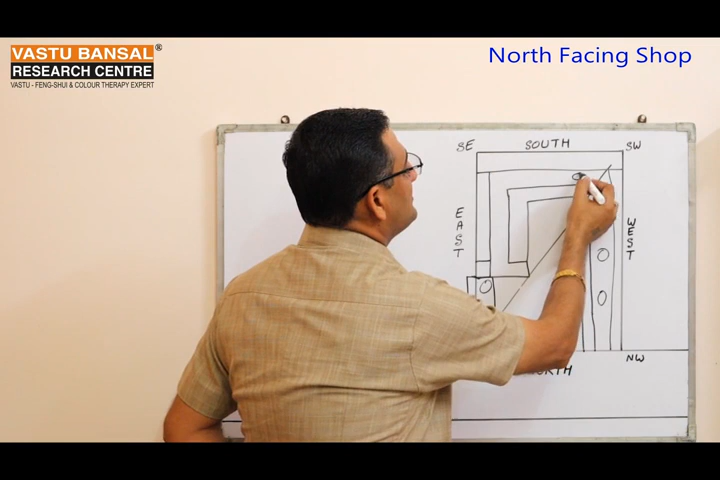 VASTU BANSAL®
RESEARCH CENTRE
VASTU - FENG-SHUI & COLOUR THERAPY EXPERT
North Facing Shop
SE SOUTH SW
EAST
WEST
NW